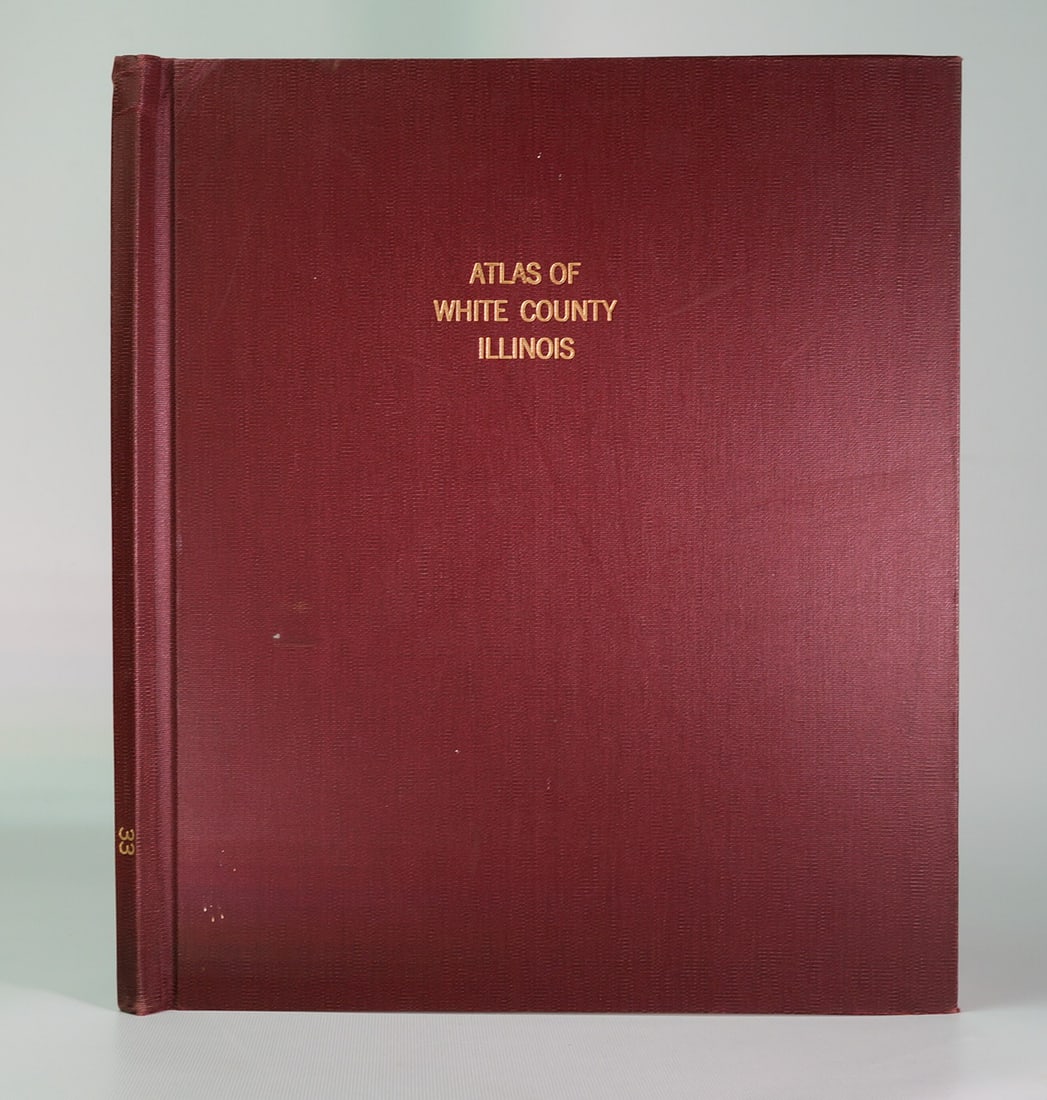 ATLAS OF
WHITE COUNTY
ILLINOIS
33